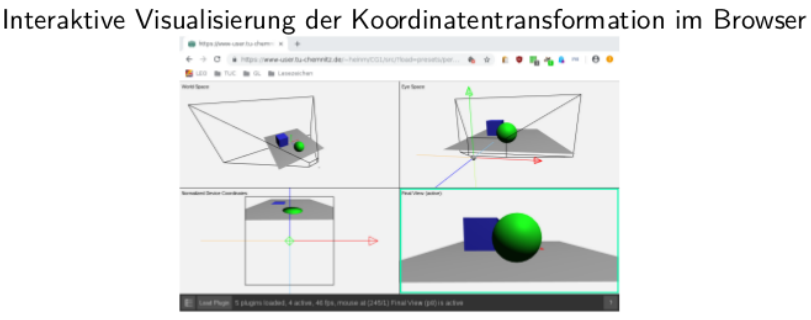 Interaktive Visualisierung der Koordinatentransformation im Browser
https://www.user.tu-chemni
https://www.user.tu-chemnitz.de/~heinm/CG1/src/?load=presets/per...
LEO TUC GL Lesezeichen
World Space
Eye Space
Normalized Device Coordinates
Final View (active)
Load Plugin 5 plugins loaded, 4 active, 46 fps, mouse at (245/1) Final View (pit) is active